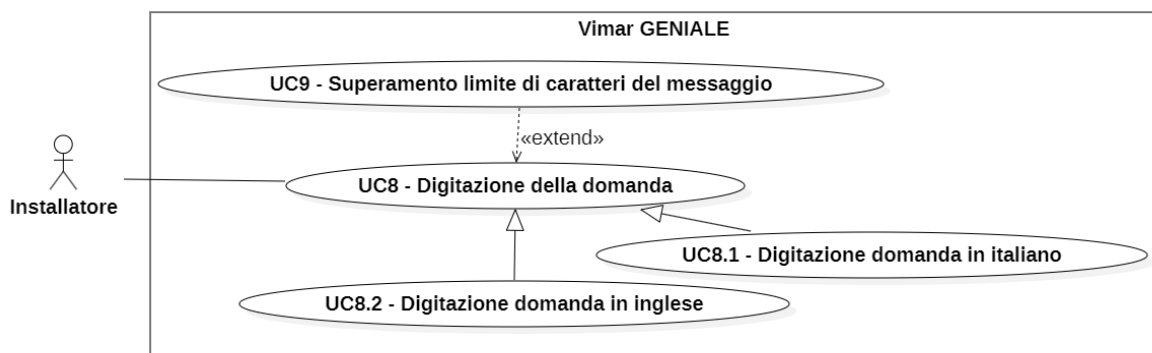 Vimar GENIALE
UC9 - Superamento limite di caratteri del messaggio
«extend»
UC8 - Digitazione della domanda
Installatore
UC8.1 - Digitazione domanda in italiano
UC8.2 - Digitazione domanda in inglese